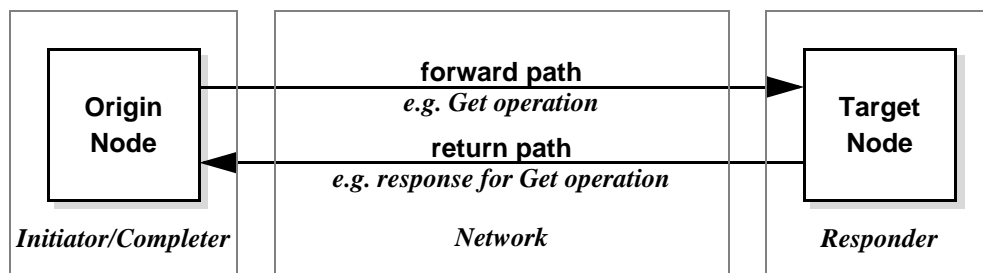 forward path
e.g. Get operation
Origin
Node
Target
Node
return path
e.g. response for Get operation
Initiator/Completer
Network
Responder